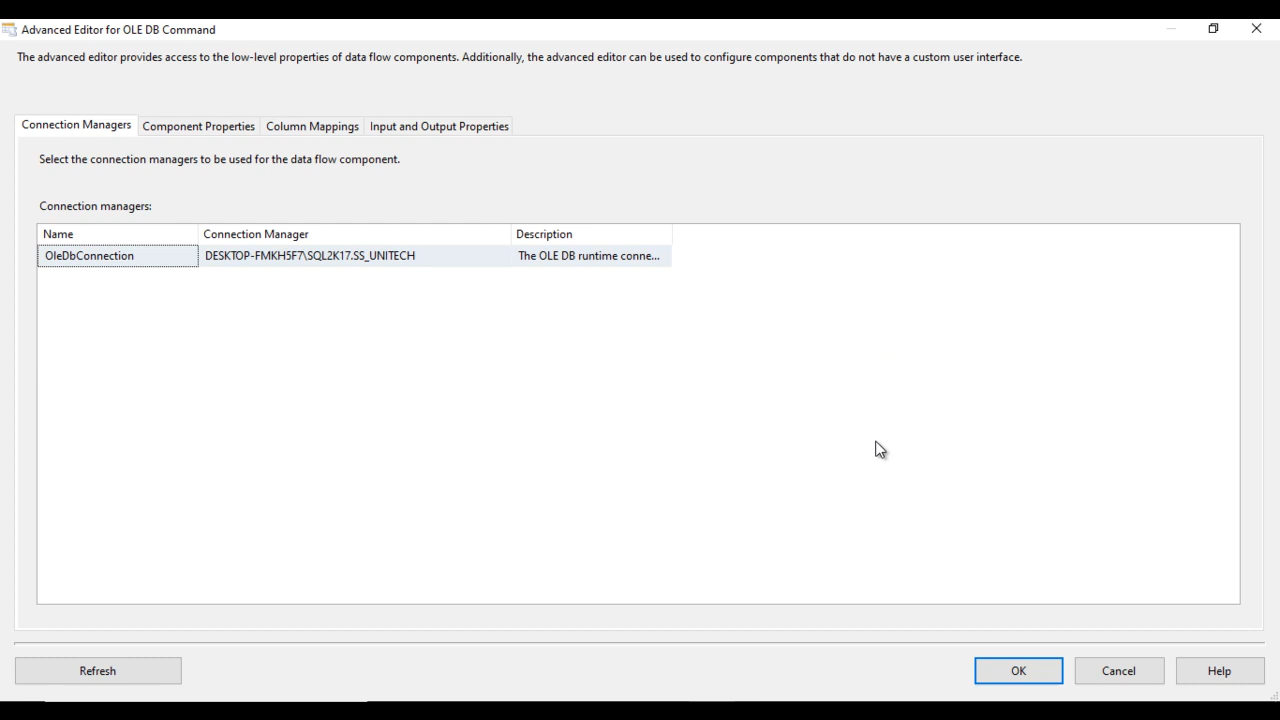 Advanced Editor for OLE DB Command
The advanced editor provides access to the low-level properties of data flow components. Additionally, the advanced editor can be used to configure components that do not have a custom user interface.
Connection Managers Component Properties Column Mappings Input and Output Properties
Select the connection managers to be used for the data flow component.
Connection managers:
Name Connection Manager Description
OleDbConnection DESKTOP-FMKH5F7\SQL2K17.SS_UNITECH The OLE DB runtime conne...
Refresh OK Cancel Help